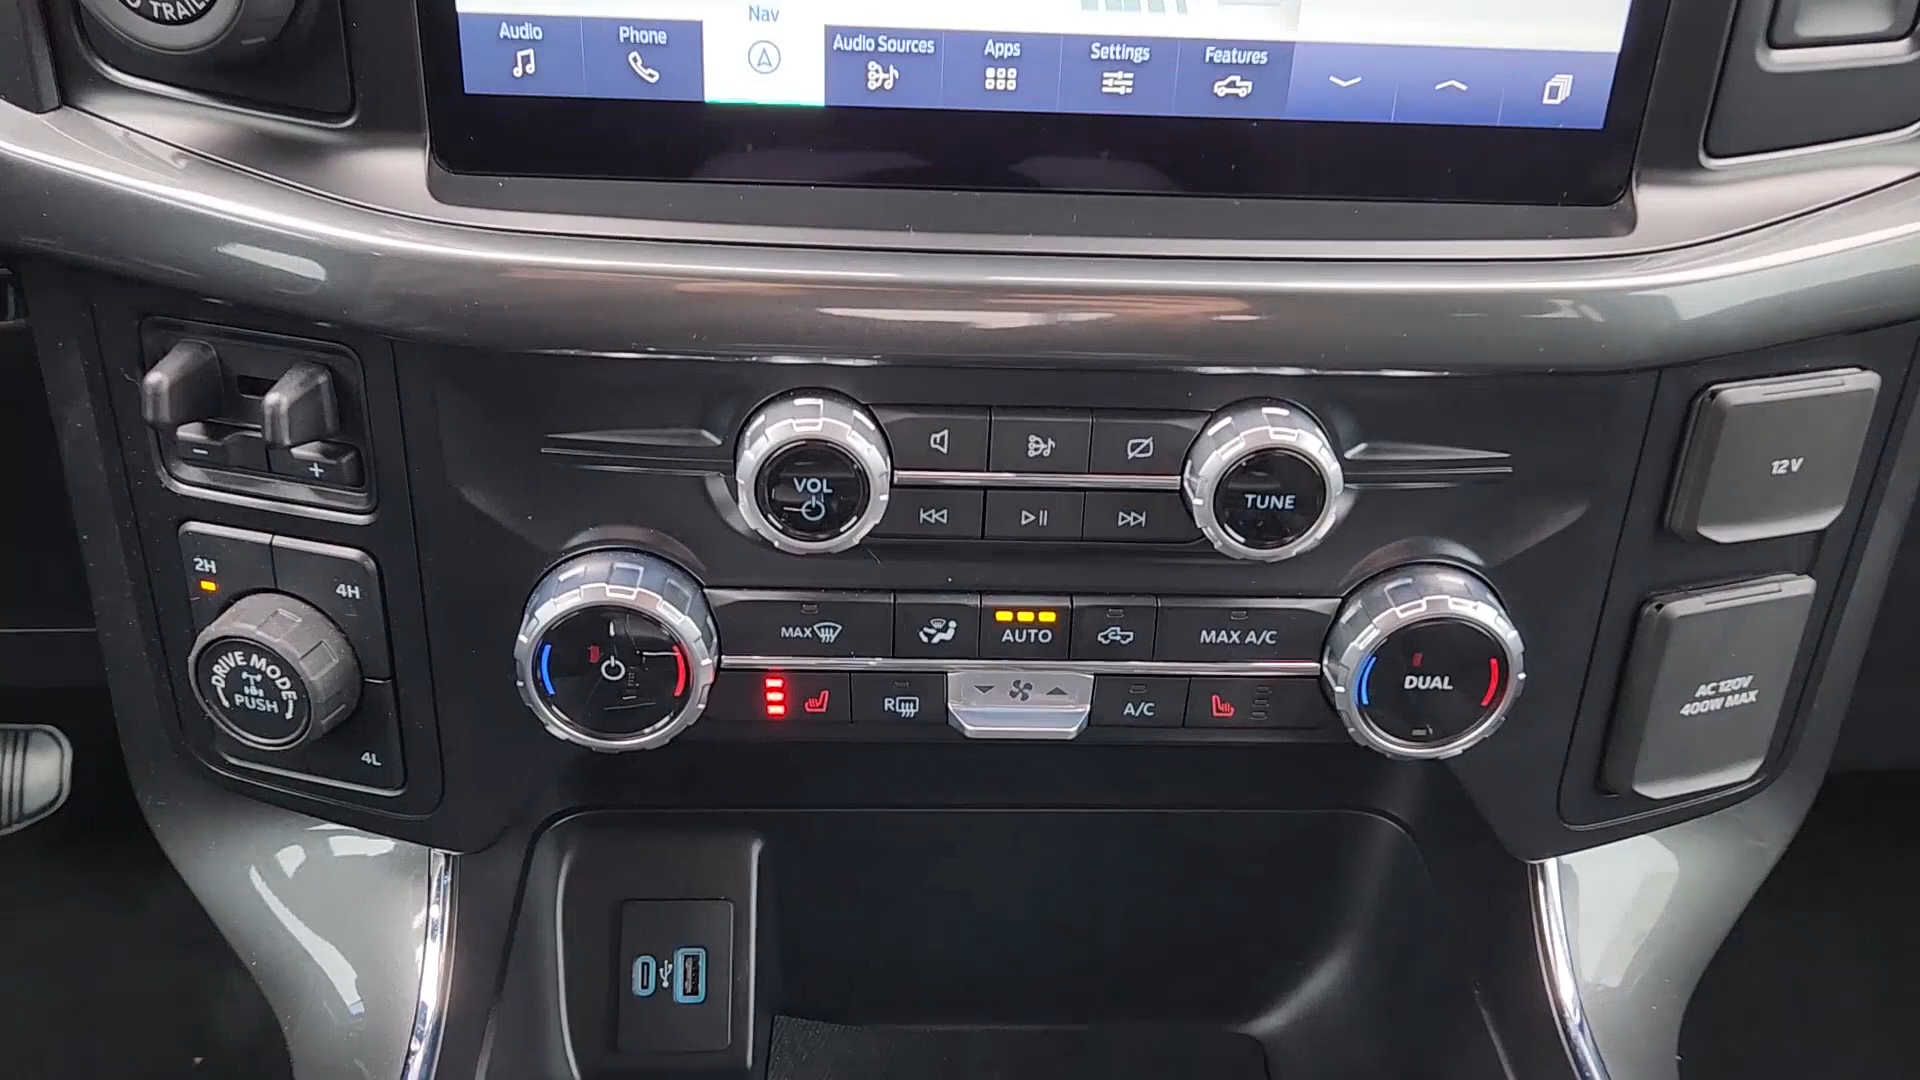 TRAIL
Audio
Phone
Nav
Audio Sources
Apps
Settings
Features
VOL
TUNE
12V
2H
4H
4L
DRIVE MODE
PUSH
MAX
AUTO
MAX A/C
R
A/C
DUAL
AC 120V
400W MAX
- +